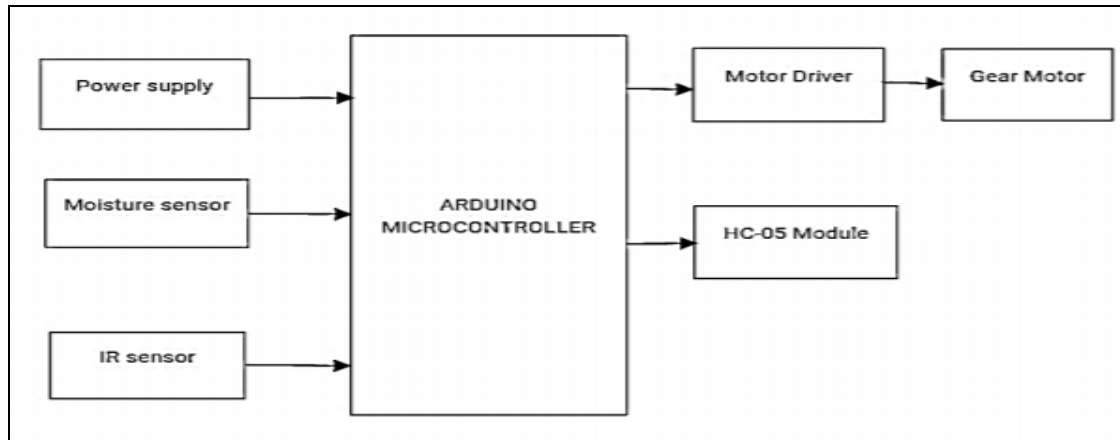 Power supply
Moisture sensor
IR sensor
ARDUINO
MICROCONTROLLER
Motor Driver
Gear Motor
HC-05 Module